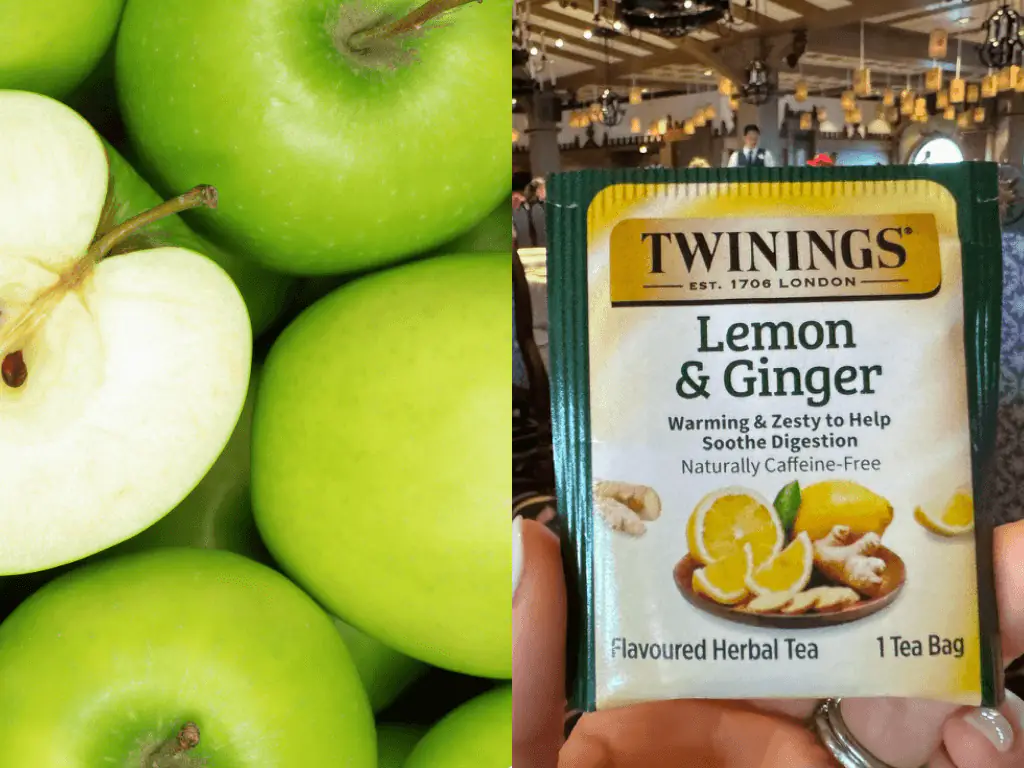 TWININGS®
EST. 1706 LONDON
Lemon
& Ginger
Warming & Zesty to Help
Soothe Digestion
Naturally Caffeine-Free
Flavoured Herbal Tea
1 Tea Bag